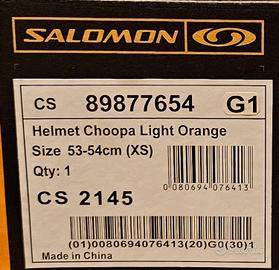 SALOMON
CS 89877654 G1
Helmet Choopa Light Orange
Size 53-54cm (XS)
Qty: 1
0 080694 076413
CS 2145
(01)0080694076413(20)G0(30)1
Made in China